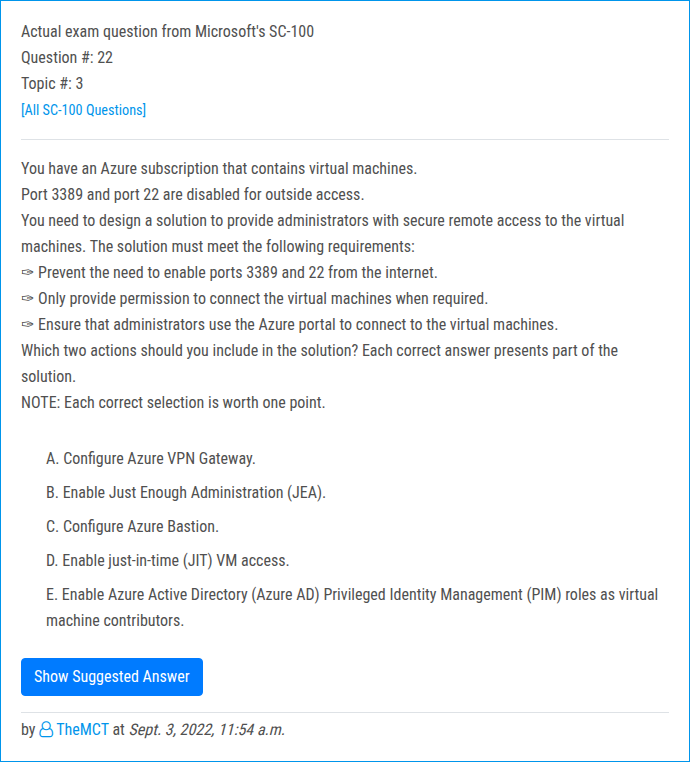 Actual exam question from Microsoft's SC-100
Question #: 22
Topic #: 3
[All SC-100 Questions]
You have an Azure subscription that contains virtual machines.
Port 3389 and port 22 are disabled for outside access.
You need to design a solution to provide administrators with secure remote access to the virtual
machines. The solution must meet the following requirements:
✑ Prevent the need to enable ports 3389 and 22 from the internet.
✑ Only provide permission to connect the virtual machines when required.
✑ Ensure that administrators use the Azure portal to connect to the virtual machines.
Which two actions should you include in the solution? Each correct answer presents part of the
solution.
NOTE: Each correct selection is worth one point.
A. Configure Azure VPN Gateway.
B. Enable Just Enough Administration (JEA).
C. Configure Azure Bastion.
D. Enable just-in-time (JIT) VM access.
E. Enable Azure Active Directory (Azure AD) Privileged Identity Management (PIM) roles as virtual
machine contributors.
Show Suggested Answer
by TheMCT at Sept. 3, 2022, 11:54 a.m.